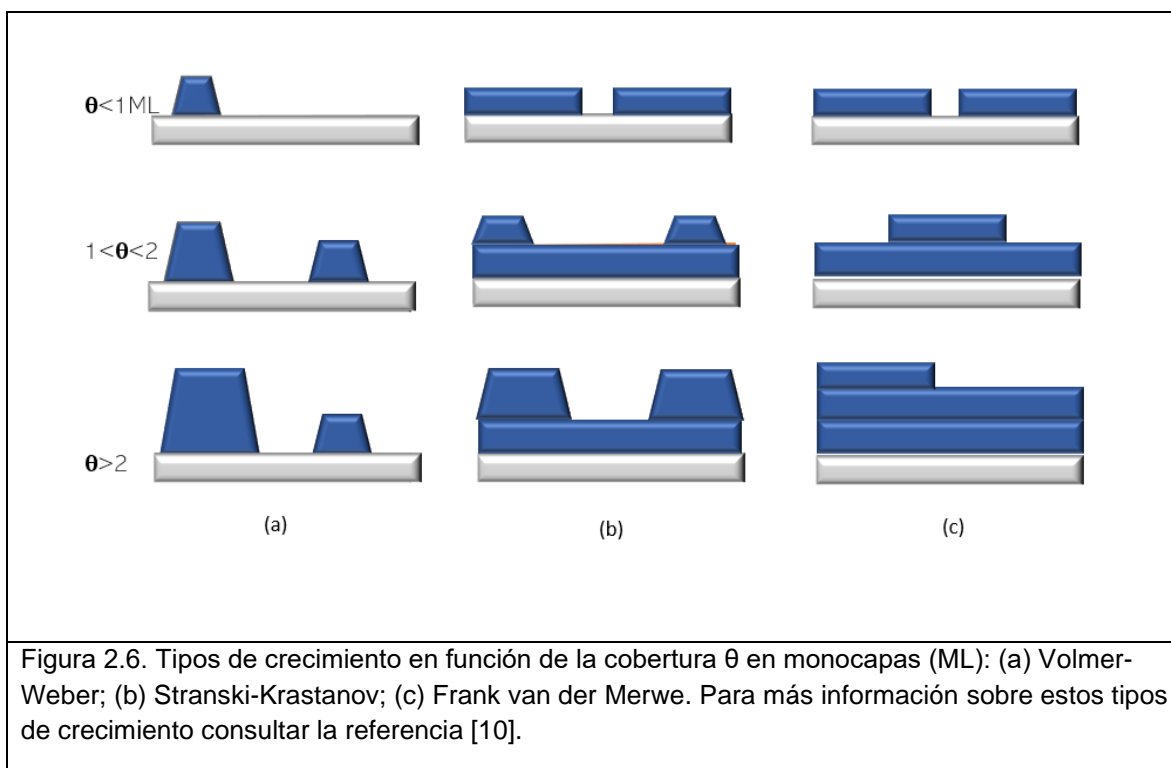 θ<1ML
1<θ<2
θ>2
(a)
(b)
(c)
Figura 2.6. Tipos de crecimiento en función de la cobertura θ en monocapas (ML): (a) Volmer-
Weber; (b) Stranski-Krastanov; (c) Frank van der Merwe. Para más información sobre estos tipos
de crecimiento consultar la referencia [10].